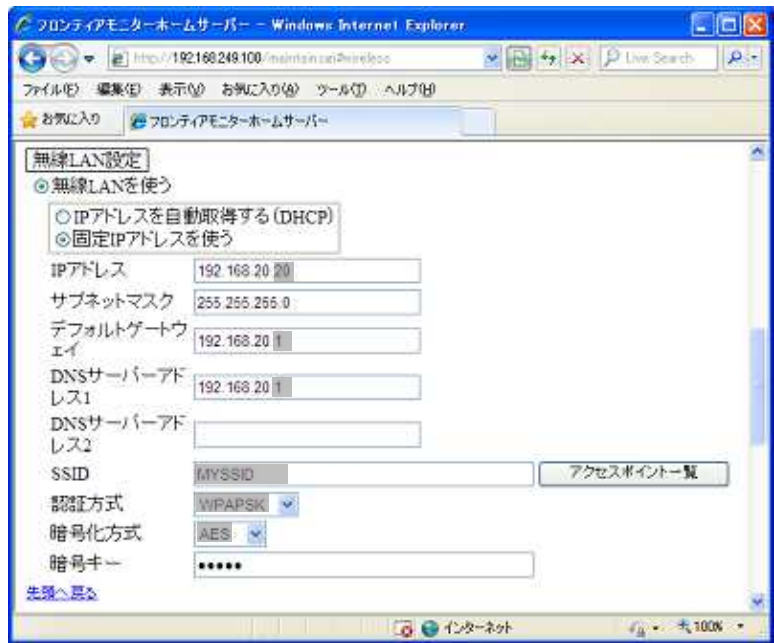 フロンティアモニターホームサーバー - Windows Internet Explorer
http://192.168.249.100/maintain.cgi#wireless
Live Search
ファイル(F) 編集(E) 表示(V) お気に入り(A) ツール(T) ヘルプ(H)
お気に入り フロンティアモニターホームサーバー
無線LAN設定
無線LANを使う
IPアドレスを自動取得する(DHCP)
固定IPアドレスを使う
IPアドレス 192.168.20.20
サブネットマスク 255.255.255.0
デフォルトゲートウ
ェイ
192.168.20.1
DNSサーバーアド
レス1
192.168.20.1
DNSサーバーアド
レス2
SSID MYSSID アクセスポイント一覧
認証方式 WPAPSK
暗号化方式 AES
暗号キー •••••
先頭へ戻る
インターネット 100%